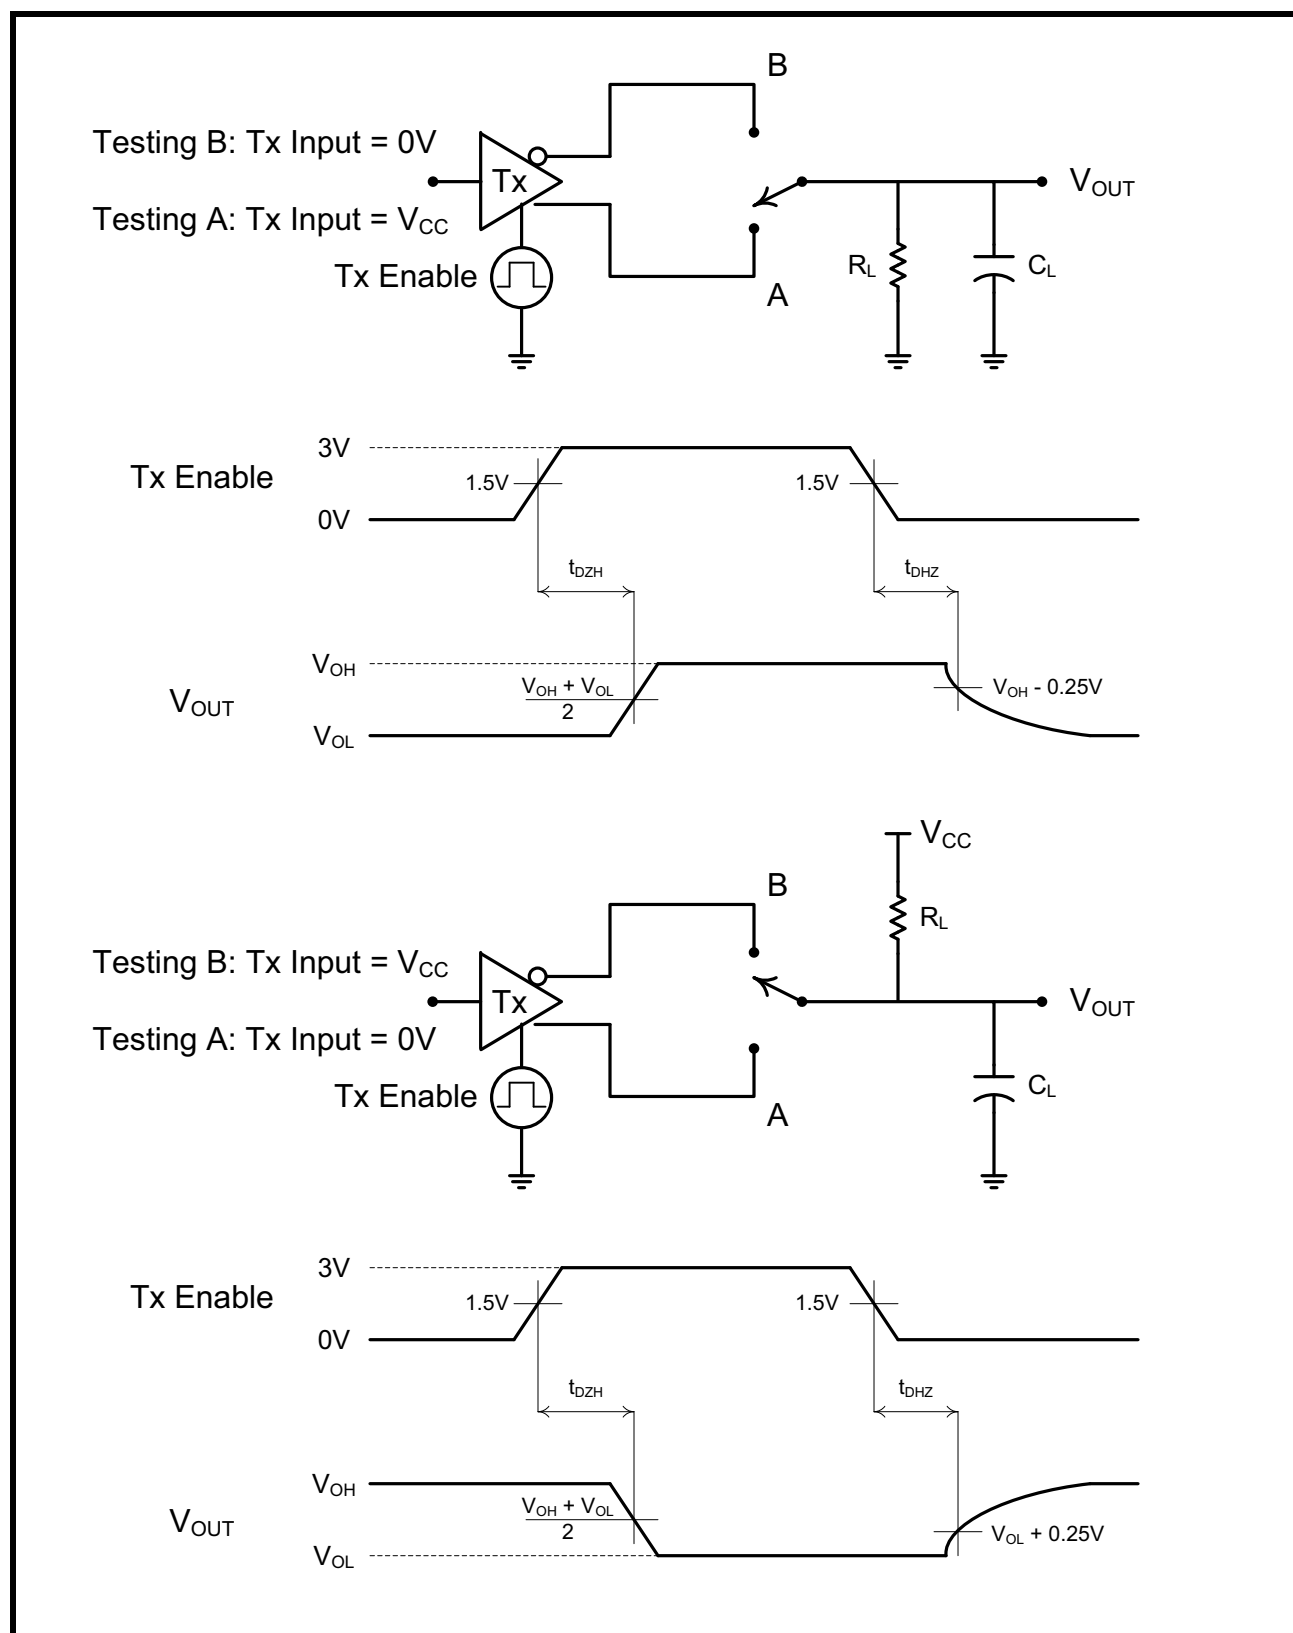 B
Testing B: Tx Input = 0V
Tx
V_OUT
Testing A: Tx Input = V_CC
Tx Enable
R_L
C_L
A
3V
Tx Enable
1.5V
1.5V
0V
t_DZH
t_DHZ
V_OH
V_OH + V_OL
2
V_OH - 0.25V
V_OUT
V_OL
V_CC
B
R_L
Testing B: Tx Input = V_CC
Tx
V_OUT
Testing A: Tx Input = 0V
Tx Enable
C_L
A
3V
Tx Enable
1.5V
1.5V
0V
t_DZH
t_DHZ
V_OH
V_OH + V_OL
2
V_OUT
V_OL + 0.25V
V_OL